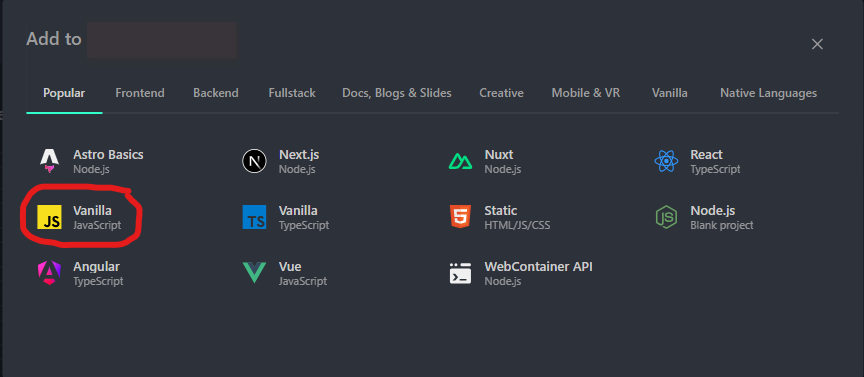 Add to
Popular Frontend Backend Fullstack Docs, Blogs & Slides Creative Mobile & VR Vanilla Native Languages
Astro Basics
Node.js
Next.js
Node.js
Nuxt
Node.js
React
TypeScript
JS
Vanilla
JavaScript
TS
Vanilla
TypeScript
Static
HTML/JS/CSS
Node.js
Blank project
Angular
TypeScript
Vue
JavaScript
WebContainer API
Node.js